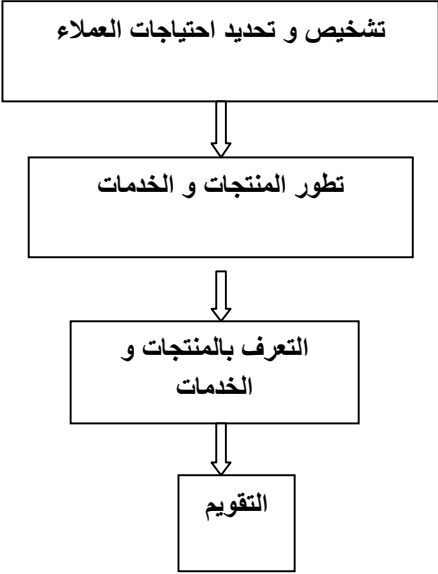 تشخيص و تحديد احتياجات العملاء
تطور المنتجات و الخدمات
التعرف بالمنتجات و
الخدمات
التقويم